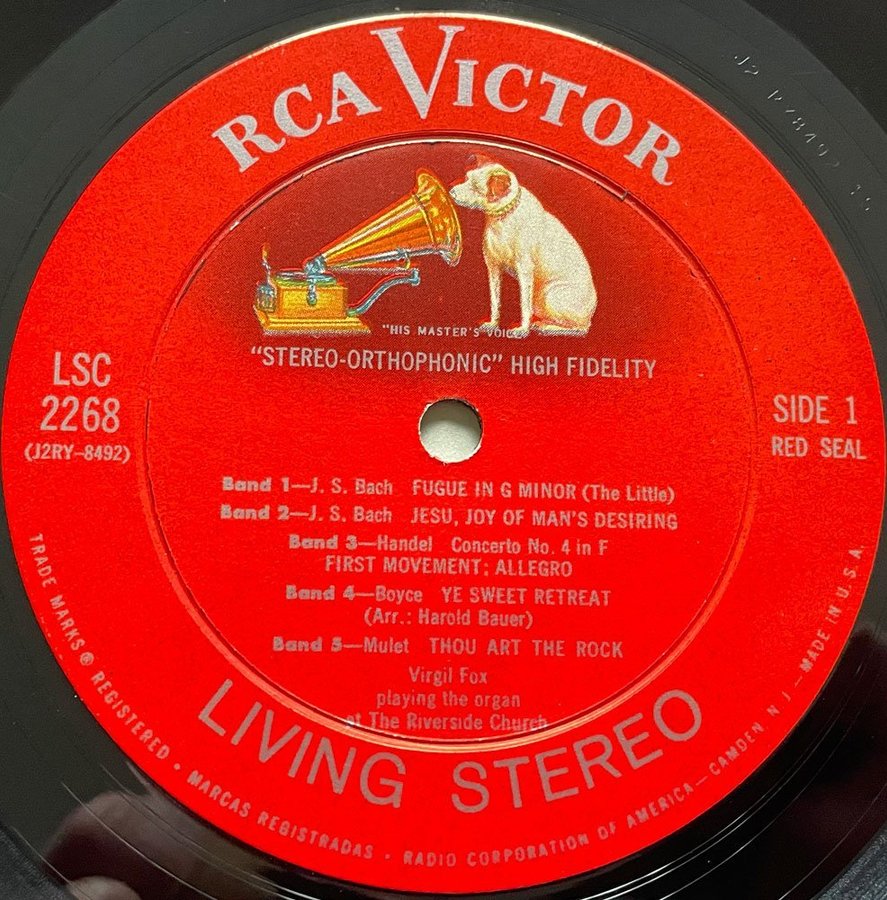 RCA VICTOR
"HIS MASTER'S VOICE"
"STEREO-ORTHOPHONIC" HIGH FIDELITY
LSC
2268
(J2RY–8492)
SIDE 1
RED SEAL
Band 1—J. S. Bach FUGUE IN G MINOR (The Little)
Band 2—J. S. Bach JESU, JOY OF MAN'S DESIRING
Band 3—Handel Concerto No. 4 in F
FIRST MOVEMENT: ALLEGRO
Band 4—Boyce YE SWEET RETREAT
(Arr.: Harold Bauer)
Band 5—Mulet THOU ART THE ROCK
Virgil Fox
playing the organ
at The Riverside Church
LIVING STEREO
TRADE MARKS® REGISTERED • MARCAS REGISTRADAS • RADIO CORPORATION OF AMERICA—CAMDEN, N.J.—MADE IN U.S.A.